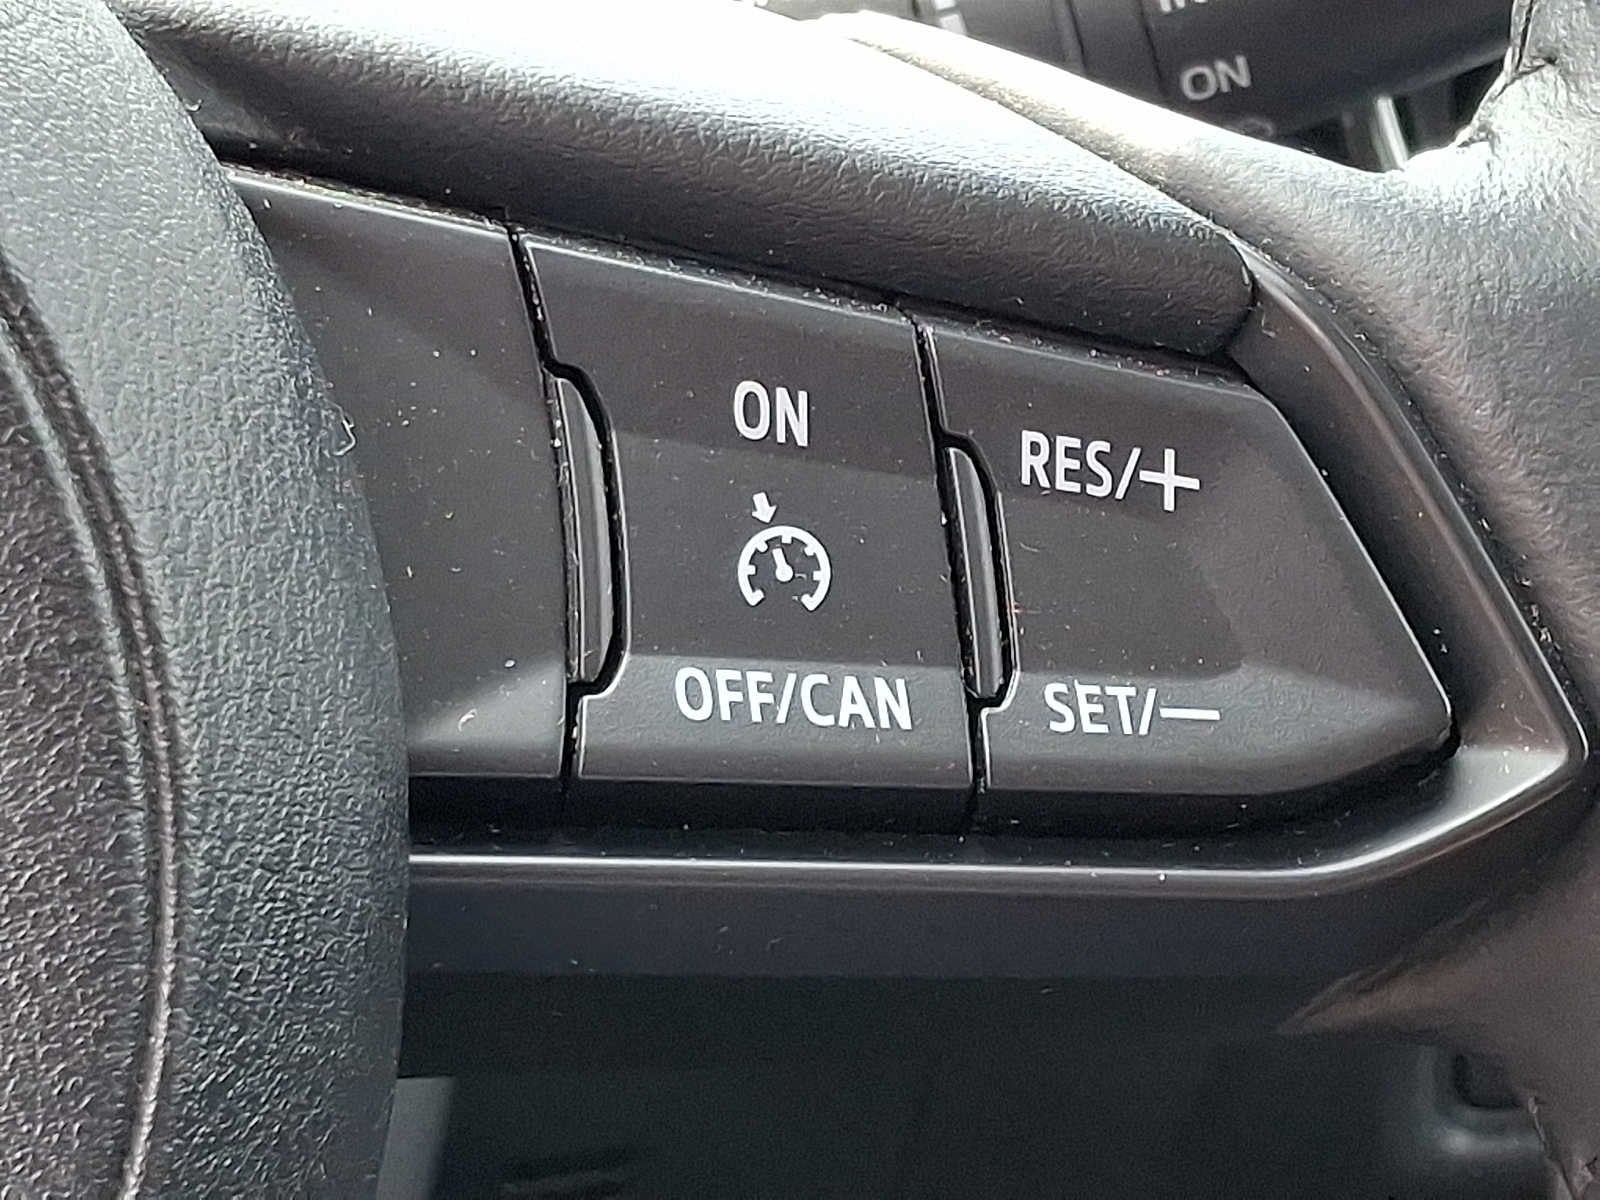 ON
ON
RES/+
OFF/CAN
SET/—